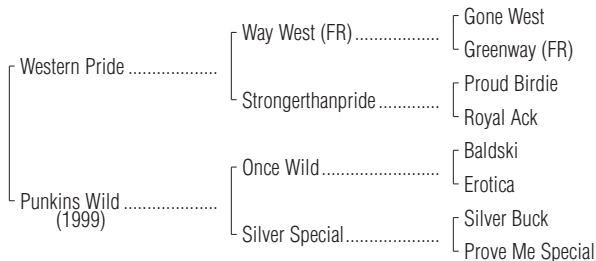 Gone West
Way West (FR) ...................
Greenway (FR)
Western Pride ....................
Proud Birdie
Strongerthanpride..............
Royal Ack
Baldski
Once Wild..........................
Erotica
Punkins Wild .....................
(1999)
Silver Buck
Silver Special.....................
Prove Me Special